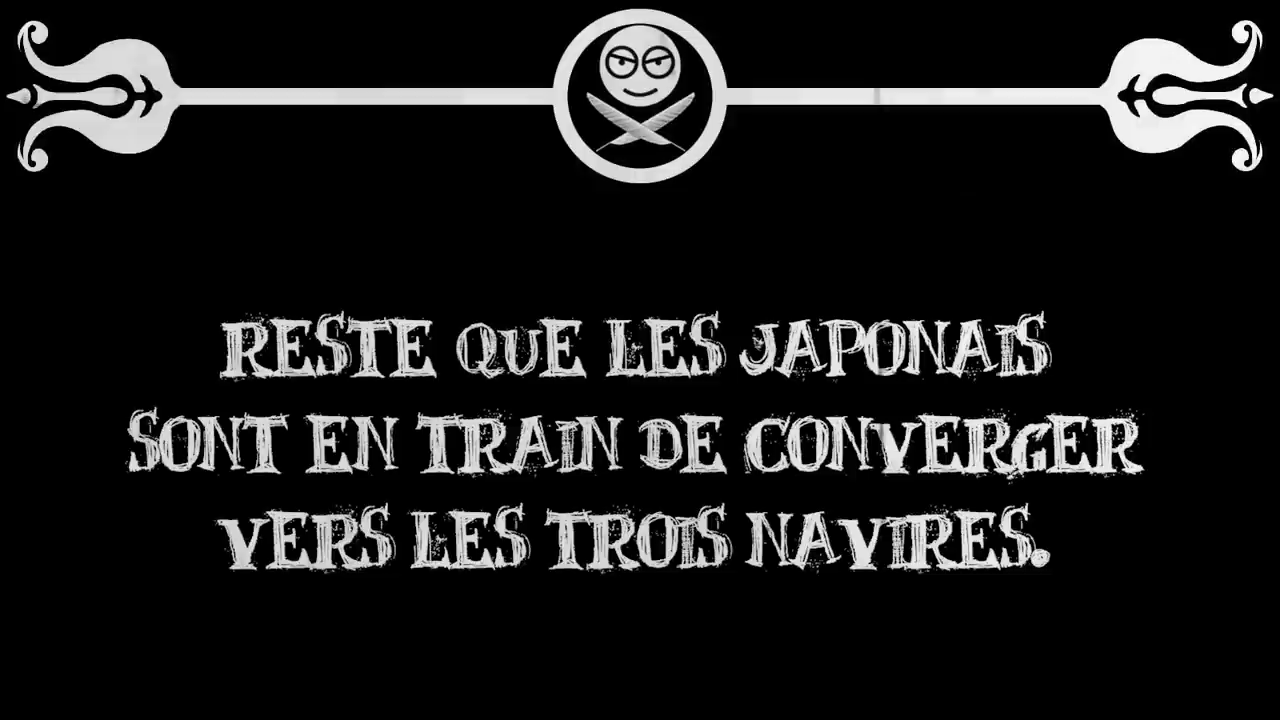 RESTE QUE LES JAPONAIS
SONT EN TRAIN DE CONVERGER
VERS LES TROIS NAVIRES.